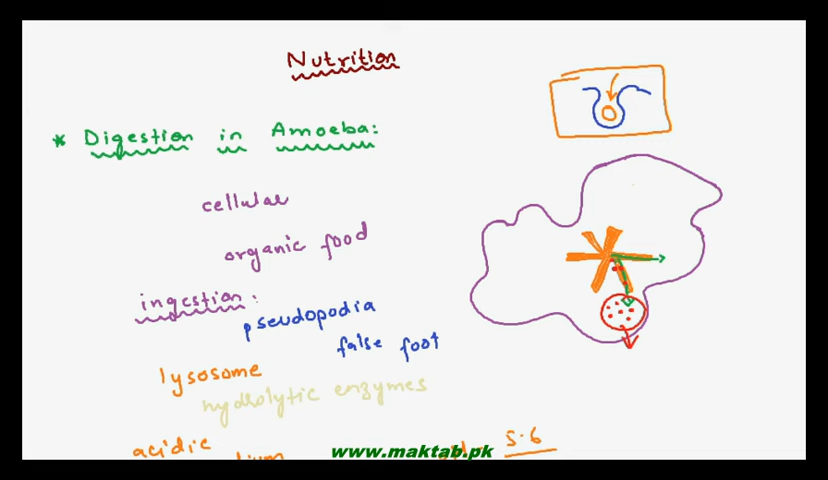 Nutrition
* Digestion in Amoeba:
cellular
organic food
ingestion:
pseudopodia
false foot
lysosome
hydrolytic enzymes
acidic 5.6
www.maktab.pk